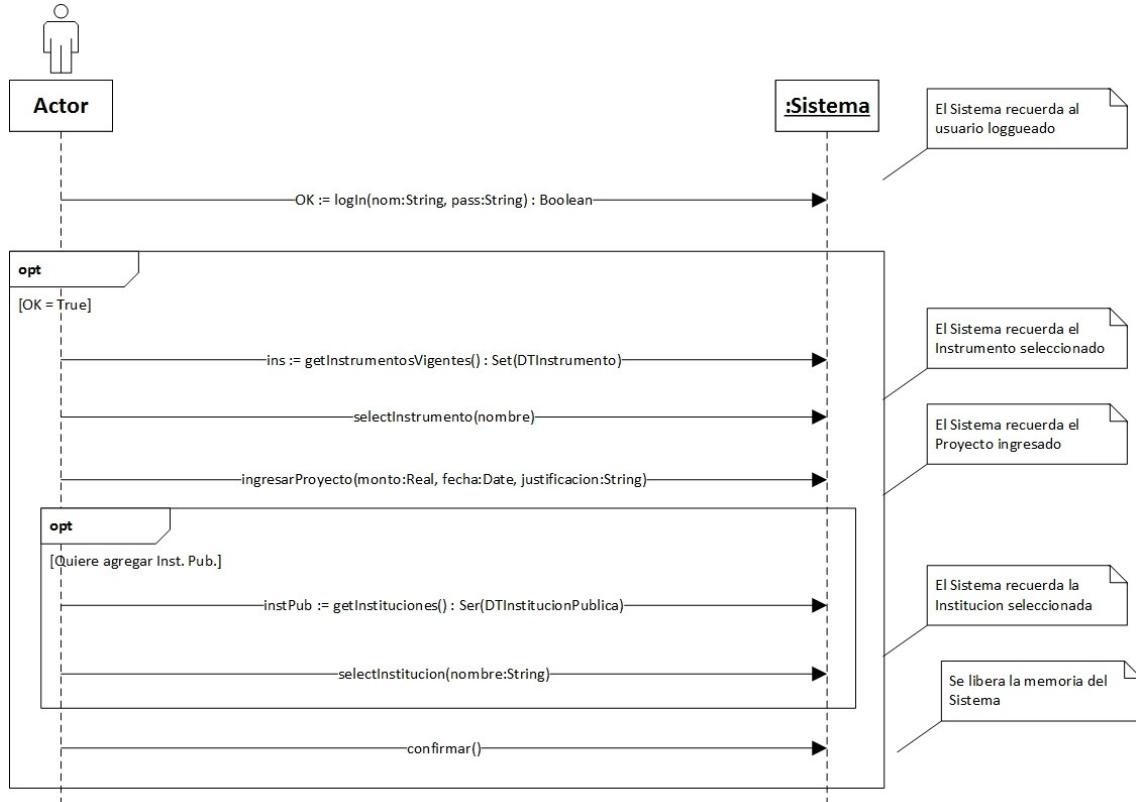 Actor
:Sistema
El Sistema recuerda al
usuario loggueado
OK := logIn(nom:String, pass:String) : Boolean
opt
[OK = True]
El Sistema recuerda el
Instrumento seleccionado
ins := getInstrumentosVigentes() : Set(DTInstrumento)
selectInstrumento(nombre)
El Sistema recuerda el
Proyecto ingresado
ingresarProyecto(monto:Real, fecha:Date, justificacion:String)
opt
[Quiere agregar Inst. Pub.]
El Sistema recuerda la
Institucion seleccionada
instPub := getInstituciones() : Ser(DTInstitucionPublica)
selectInstitucion(nombre:String)
Se libera la memoria del
Sistema
confirmar()